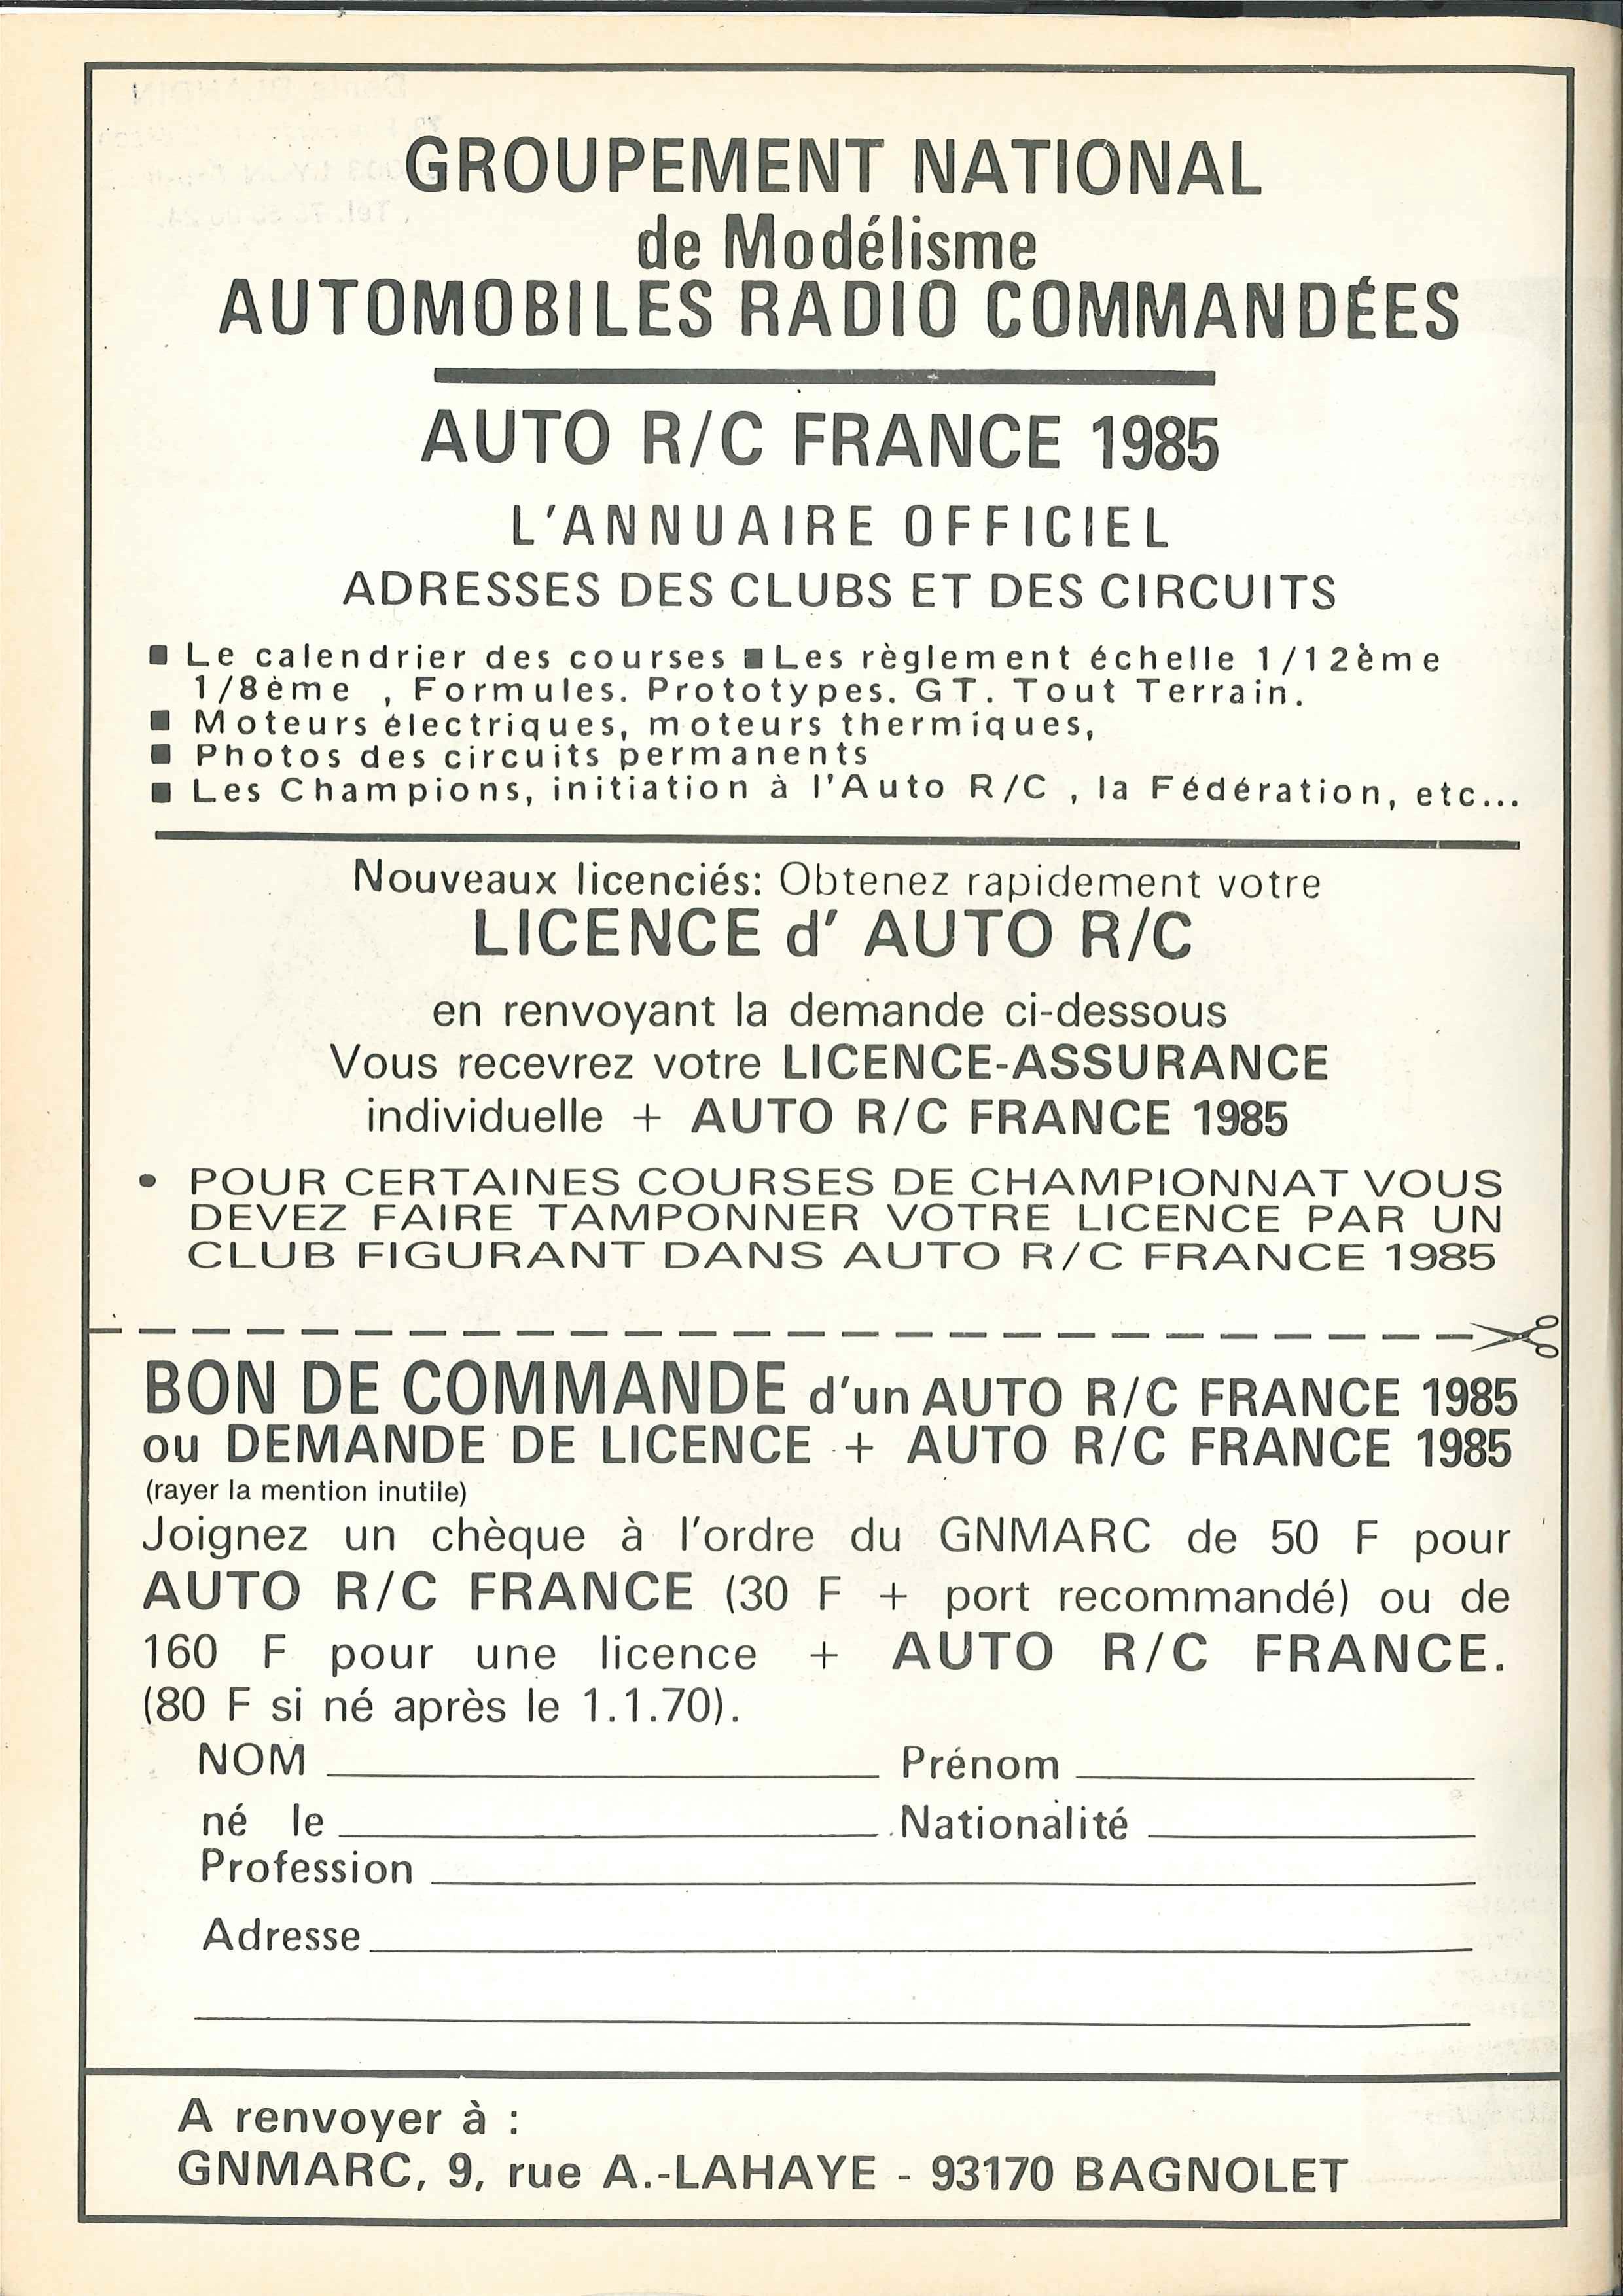 GROUPEMENT NATIONAL
de Modélisme
AUTOMOBILES RADIO COMMANDÉES
AUTO R/C FRANCE 1985
L'ANNUAIRE OFFICIEL
ADRESSES DES CLUBS ET DES CIRCUITS
■ Le calendrier des courses ■ Les règlement échelle 1/12ème
1/8ème , Formules. Prototypes. GT. Tout Terrain.
■ Moteurs électriques, moteurs thermiques,
■ Photos des circuits permanents
■ Les Champions, initiation à l'Auto R/C , la Fédération, etc...
Nouveaux licenciés: Obtenez rapidement votre
LICENCE d' AUTO R/C
en renvoyant la demande ci-dessous
Vous recevrez votre LICENCE-ASSURANCE
individuelle + AUTO R/C FRANCE 1985
• POUR CERTAINES COURSES DE CHAMPIONNAT VOUS
DEVEZ FAIRE TAMPONNER VOTRE LICENCE PAR UN
CLUB FIGURANT DANS AUTO R/C FRANCE 1985
BON DE COMMANDE d'un AUTO R/C FRANCE 1985
ou DEMANDE DE LICENCE + AUTO R/C FRANCE 1985
(rayer la mention inutile)
Joignez un chèque à l'ordre du GNMARC de 50 F pour
AUTO R/C FRANCE (30 F + port recommandé) ou de
160 F pour une licence + AUTO R/C FRANCE.
(80 F si né après le 1.1.70).
NOM Prénom
né le Nationalité
Profession
Adresse
A renvoyer à :
GNMARC, 9, rue A.-LAHAYE - 93170 BAGNOLET